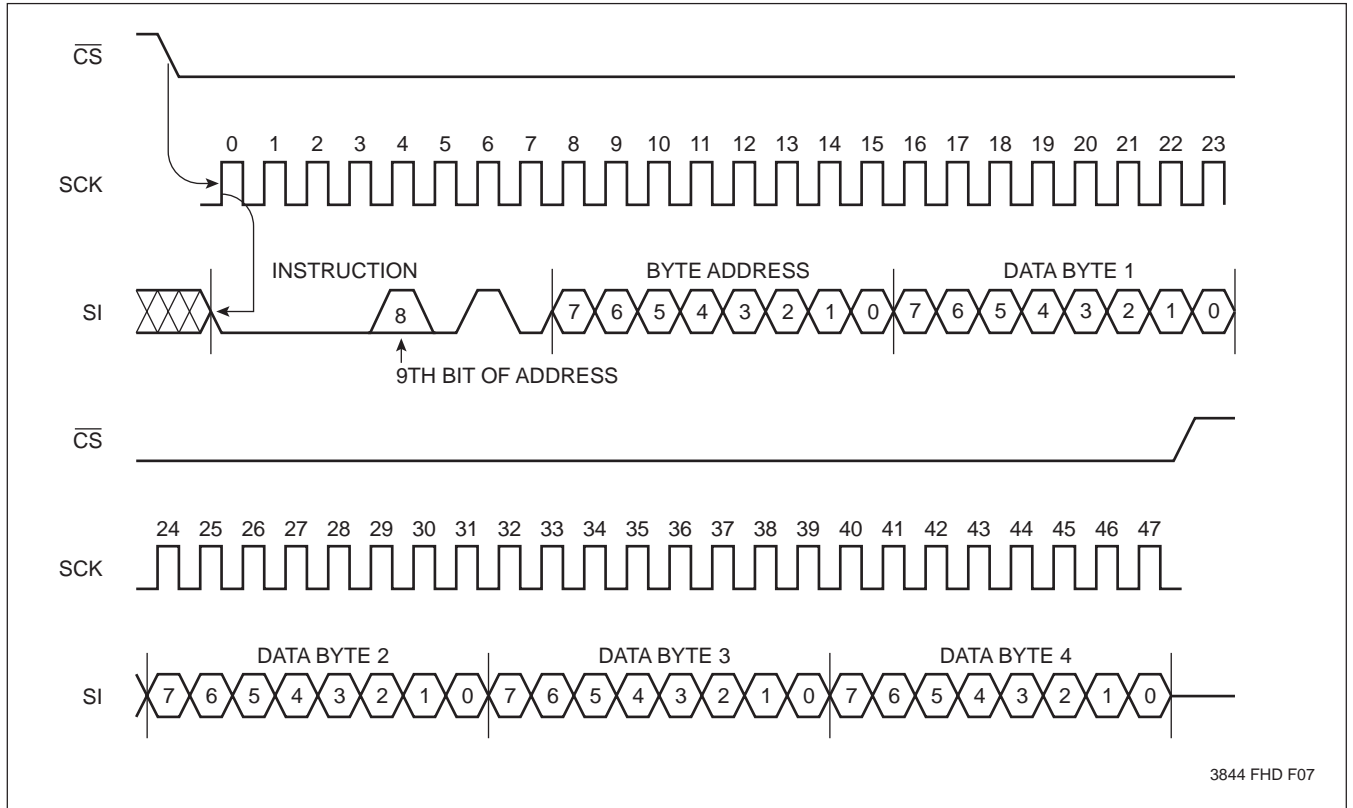 CS
0 1 2 3 4 5 6 7 8 9 10 11 12 13 14 15 16 17 18 19 20 21 22 23
SCK
INSTRUCTION BYTE ADDRESS DATA BYTE 1
SI 8 7 6 5 4 3 2 1 0 7 6 5 4 3 2 1 0
9TH BIT OF ADDRESS
CS
24 25 26 27 28 29 30 31 32 33 34 35 36 37 38 39 40 41 42 43 44 45 46 47
SCK
DATA BYTE 2 DATA BYTE 3 DATA BYTE 4
SI 7 6 5 4 3 2 1 0 7 6 5 4 3 2 1 0 7 6 5 4 3 2 1 0
3844 FHD F07